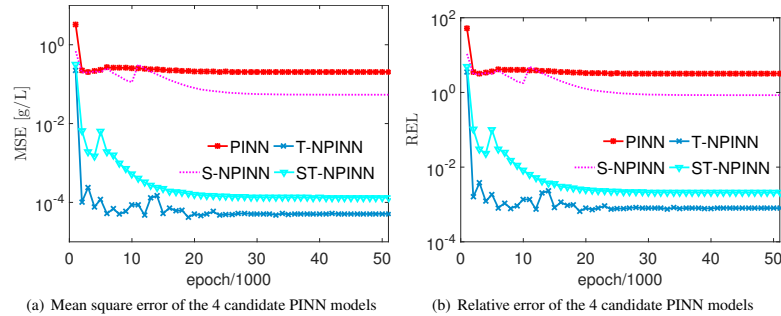 MSE [g/L]
10^0
10^-2
10^-4
PINN
T-NPINN
S-NPINN
ST-NPINN
0 10 20 30 40 50
epoch/1000
(a) Mean square error of the 4 candidate PINN models
REL
10^2
10^0
10^-2
10^-4
PINN
T-NPINN
S-NPINN
ST-NPINN
0 10 20 30 40 50
epoch/1000
(b) Relative error of the 4 candidate PINN models